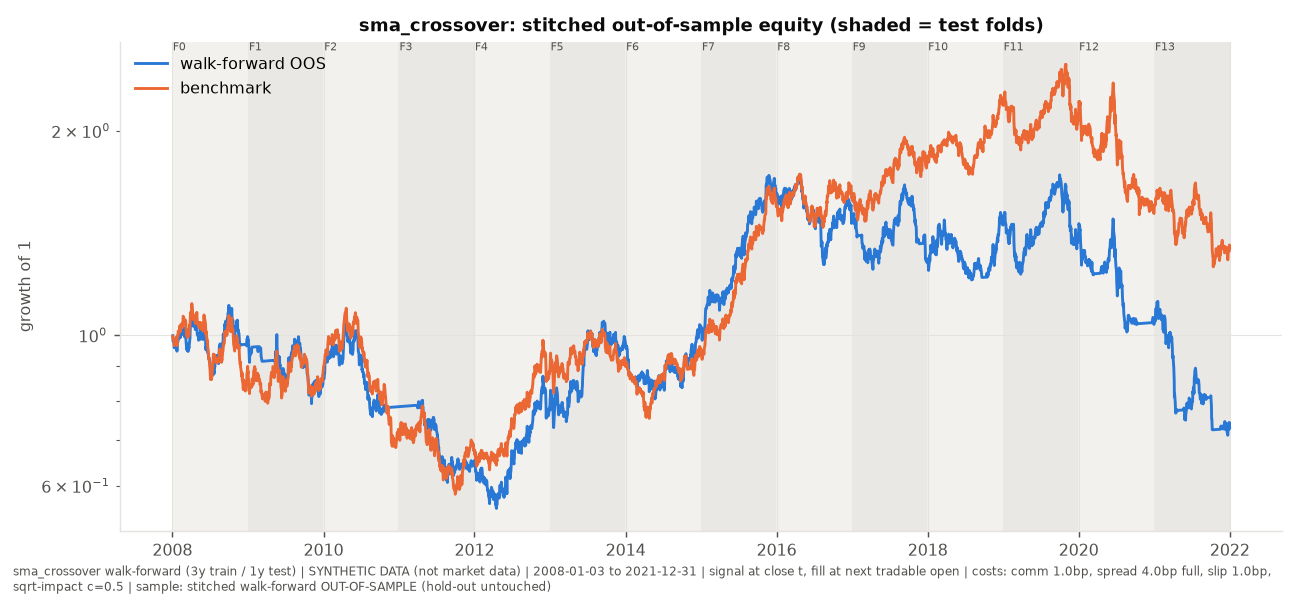 sma_crossover: stitched out-of-sample equity (shaded = test folds)
F0 F1 F2 F3 F4 F5 F6 F7 F8 F9 F10 F11 F12 F13
walk-forward OOS
benchmark
2 × 10⁰
10⁰
6 × 10⁻¹
growth of 1
2008 2010 2012 2014 2016 2018 2020 2022
sma_crossover walk-forward (3y train / 1y test) | SYNTHETIC DATA (not market data) | 2008-01-03 to 2021-12-31 | signal at close t, fill at next tradable open | costs: comm 1.0bp, spread 4.0bp full, slip 1.0bp,
sqrt-impact c=0.5 | sample: stitched walk-forward OUT-OF-SAMPLE (hold-out untouched)